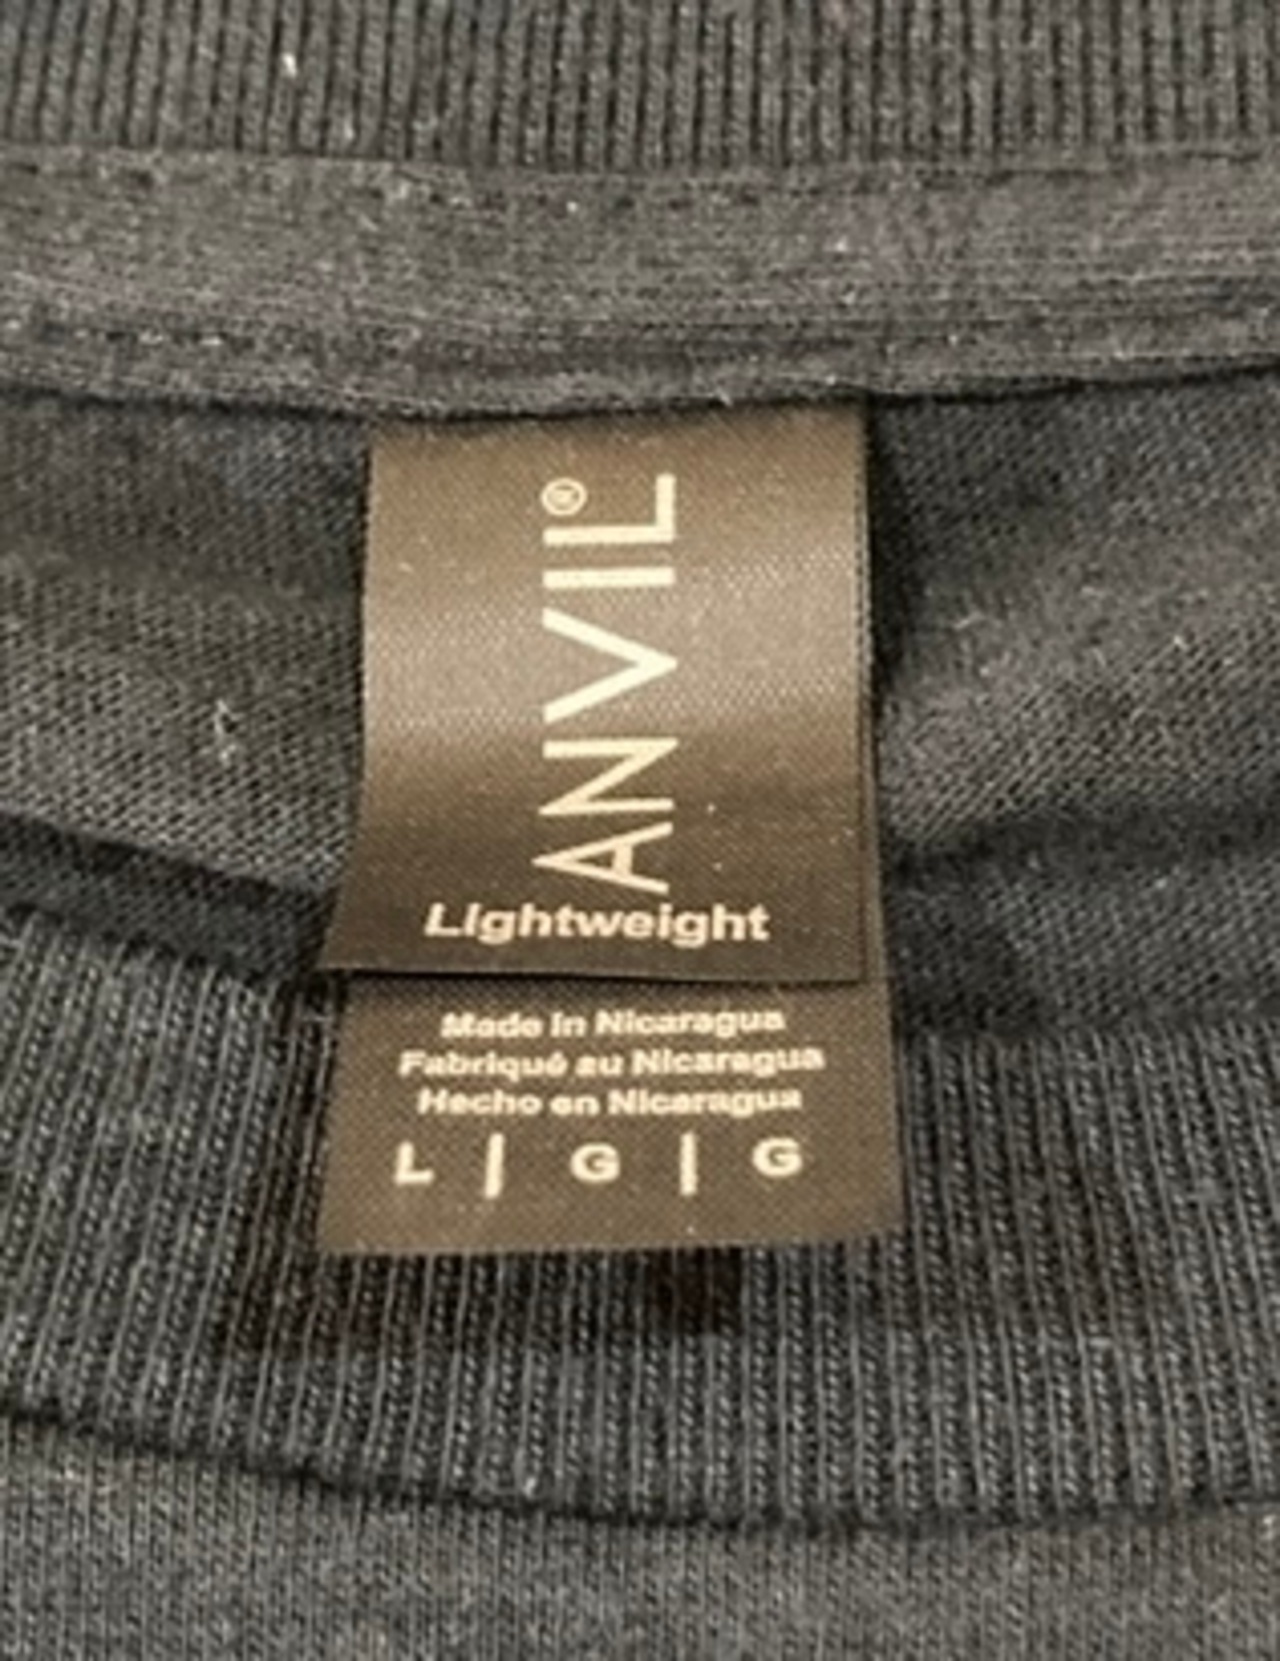 ANVIL®
Lightweight
Made in Nicaragua
Fabriqué au Nicaragua
Hecho en Nicaragua
L | G | G